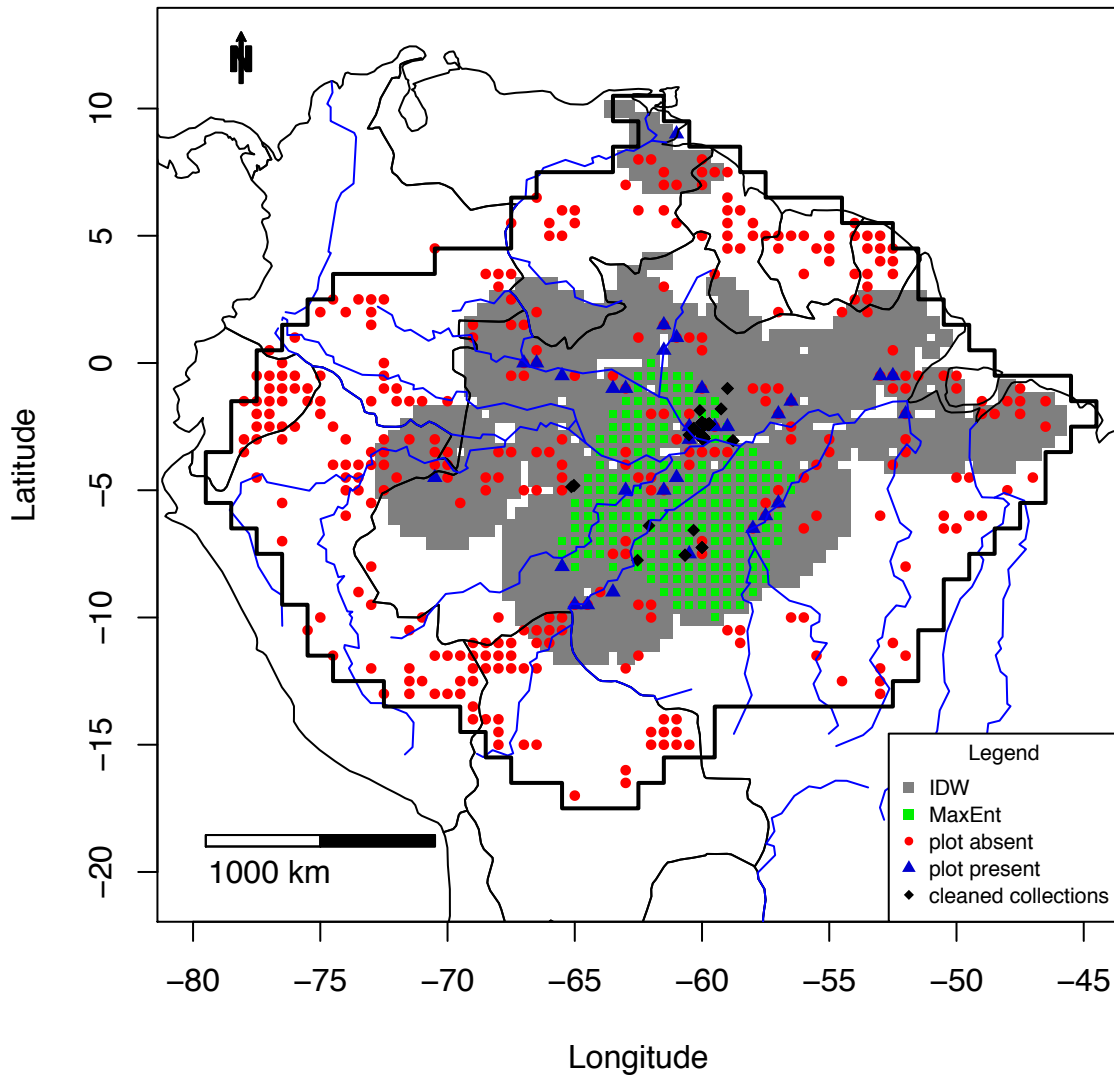 N
10
5
0
−5
−10
−15
−20
Latitude
1000 km
Legend
IDW
MaxEnt
plot absent
plot present
cleaned collections
−80 −75 −70 −65 −60 −55 −50 −45
Longitude